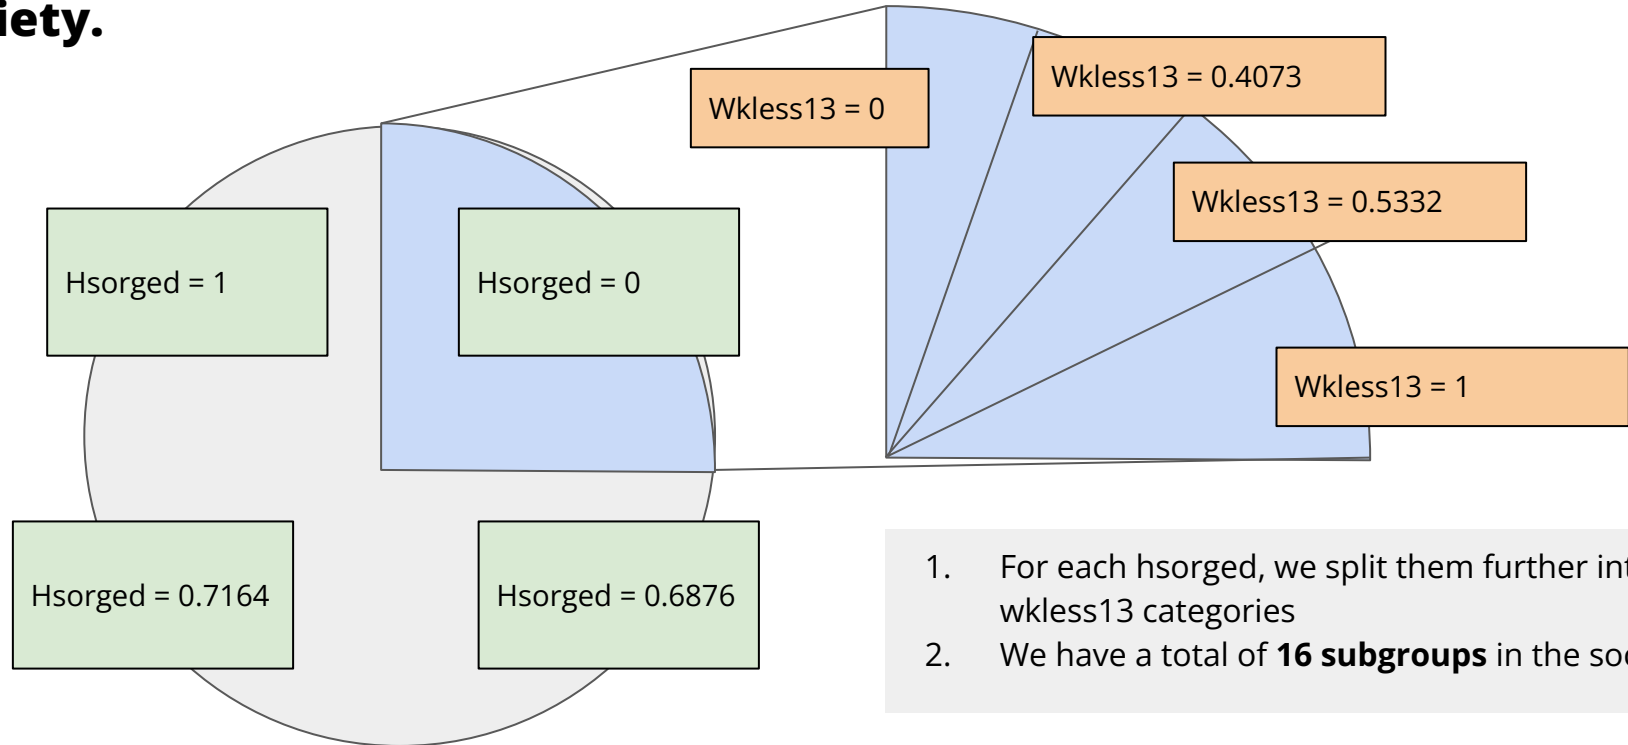 iety.
Wkless13 = 0
Wkless13 = 0.4073
Wkless13 = 0.5332
Wkless13 = 1
Hsorged = 1
Hsorged = 0
Hsorged = 0.7164
Hsorged = 0.6876
1. For each hsorged, we split them further int
wkless13 categories
2. We have a total of 16 subgroups in the soc